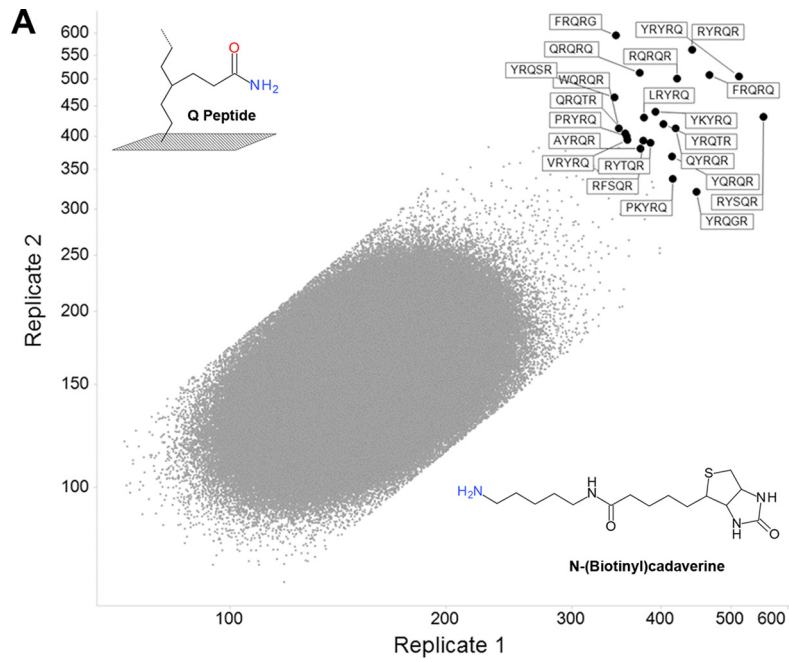 A
600
550
500
450
400
350
300
250
200
150
100
Replicate 2
O
NH2
Q Peptide
FRQRG
YRYRQ
RYRQR
QRQRQ
RQRQR
YRQSR
WQRQR
FRQRQ
QRQTR
LRYRQ
PRYRQ
YKYRQ
AYRQR
YRQTR
VRYRQ
RYTQR
QYRQR
RFSQR
YQRQR
PKYRQ
RYSQR
YRQGR
H2N
H
N
O
S
NH
N
H
O
N-(Biotinyl)cadaverine
100
200
300
400
500
600
Replicate 1